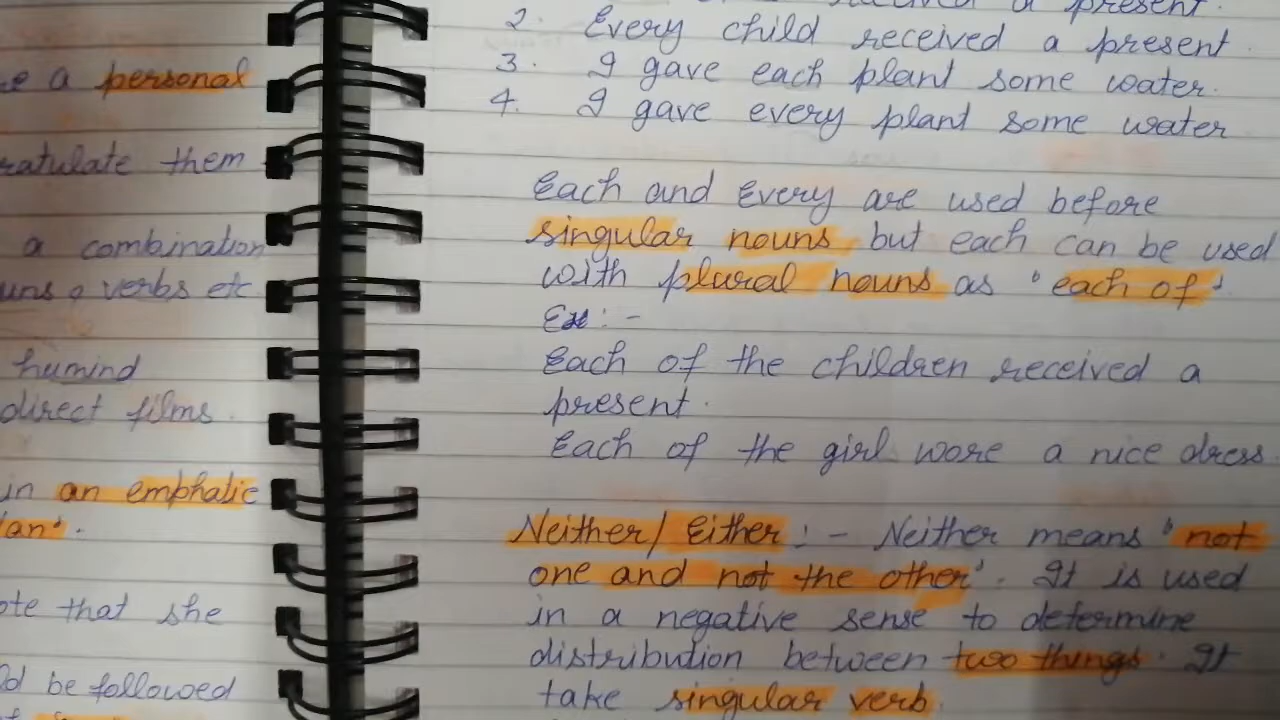 e a personal
ratulate them
a combination
uns, verbs etc
humind
direct films.
in an emphatic
lan'.
ote that she
ld be followed
received a present.
2. Every child received a present.
3. I gave each plant some water.
4. I gave every plant some water
Each and Every are used before
singular nouns but each can be used
with plural nouns as 'each of'.
Ex:-
Each of the children received a
present.
Each of the girl wore a nice dress.
Neither/Either :- Neither means 'not
one and not the other'. It is used
in a negative sense to determine
distribution between two things. It
take singular verb.